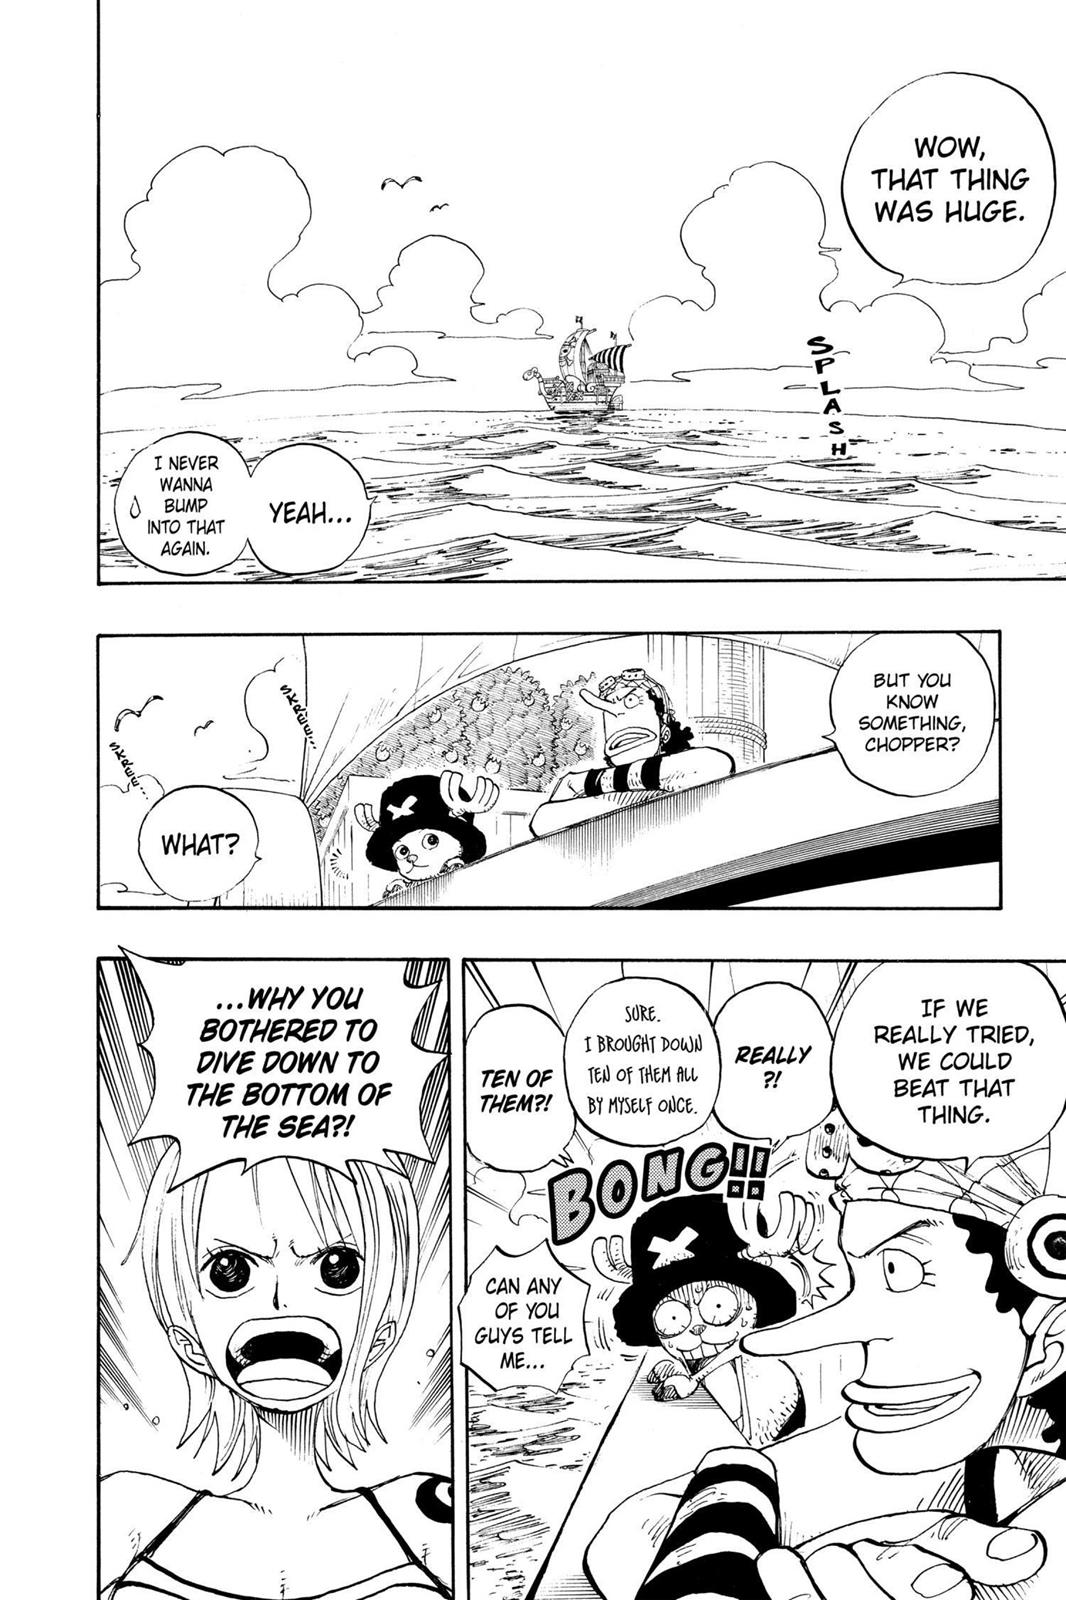 WOW,
THAT THING
WAS HUGE.
SPLASH
YEAH...
I NEVER
WANNA
BUMP
INTO THAT
AGAIN.
BUT YOU
KNOW
SOMETHING,
CHOPPER?
SKREE...
SKREE...
WHAT?
IF WE
REALLY TRIED,
WE COULD
BEAT THAT
THING.
REALLY
?!
SURE.
I BROUGHT DOWN
TEN OF THEM ALL
BY MYSELF ONCE.
TEN OF
THEM?!
BONG!!
CAN ANY
OF YOU
GUYS TELL
ME...
...WHY YOU
BOTHERED TO
DIVE DOWN TO
THE BOTTOM OF
THE SEA?!